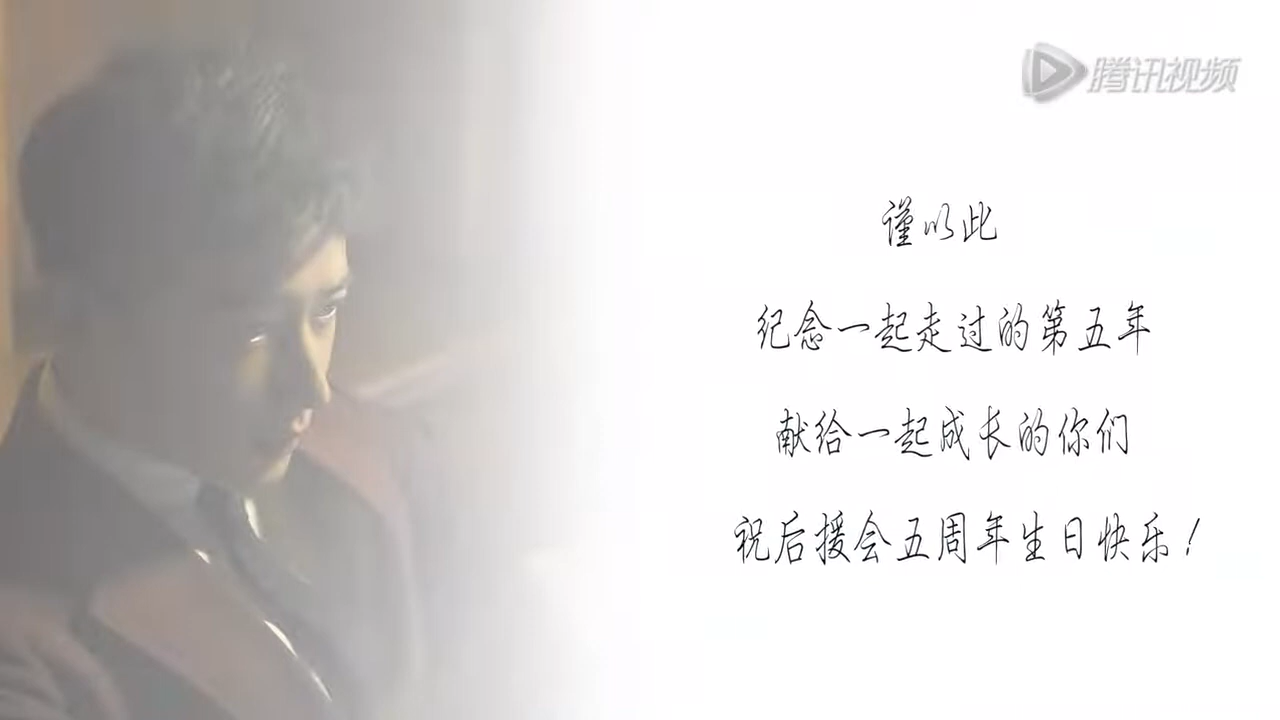 腾讯视频
谨以此
纪念一起走过的第五年
献给一起成长的你们
祝后援会五周年生日快乐！